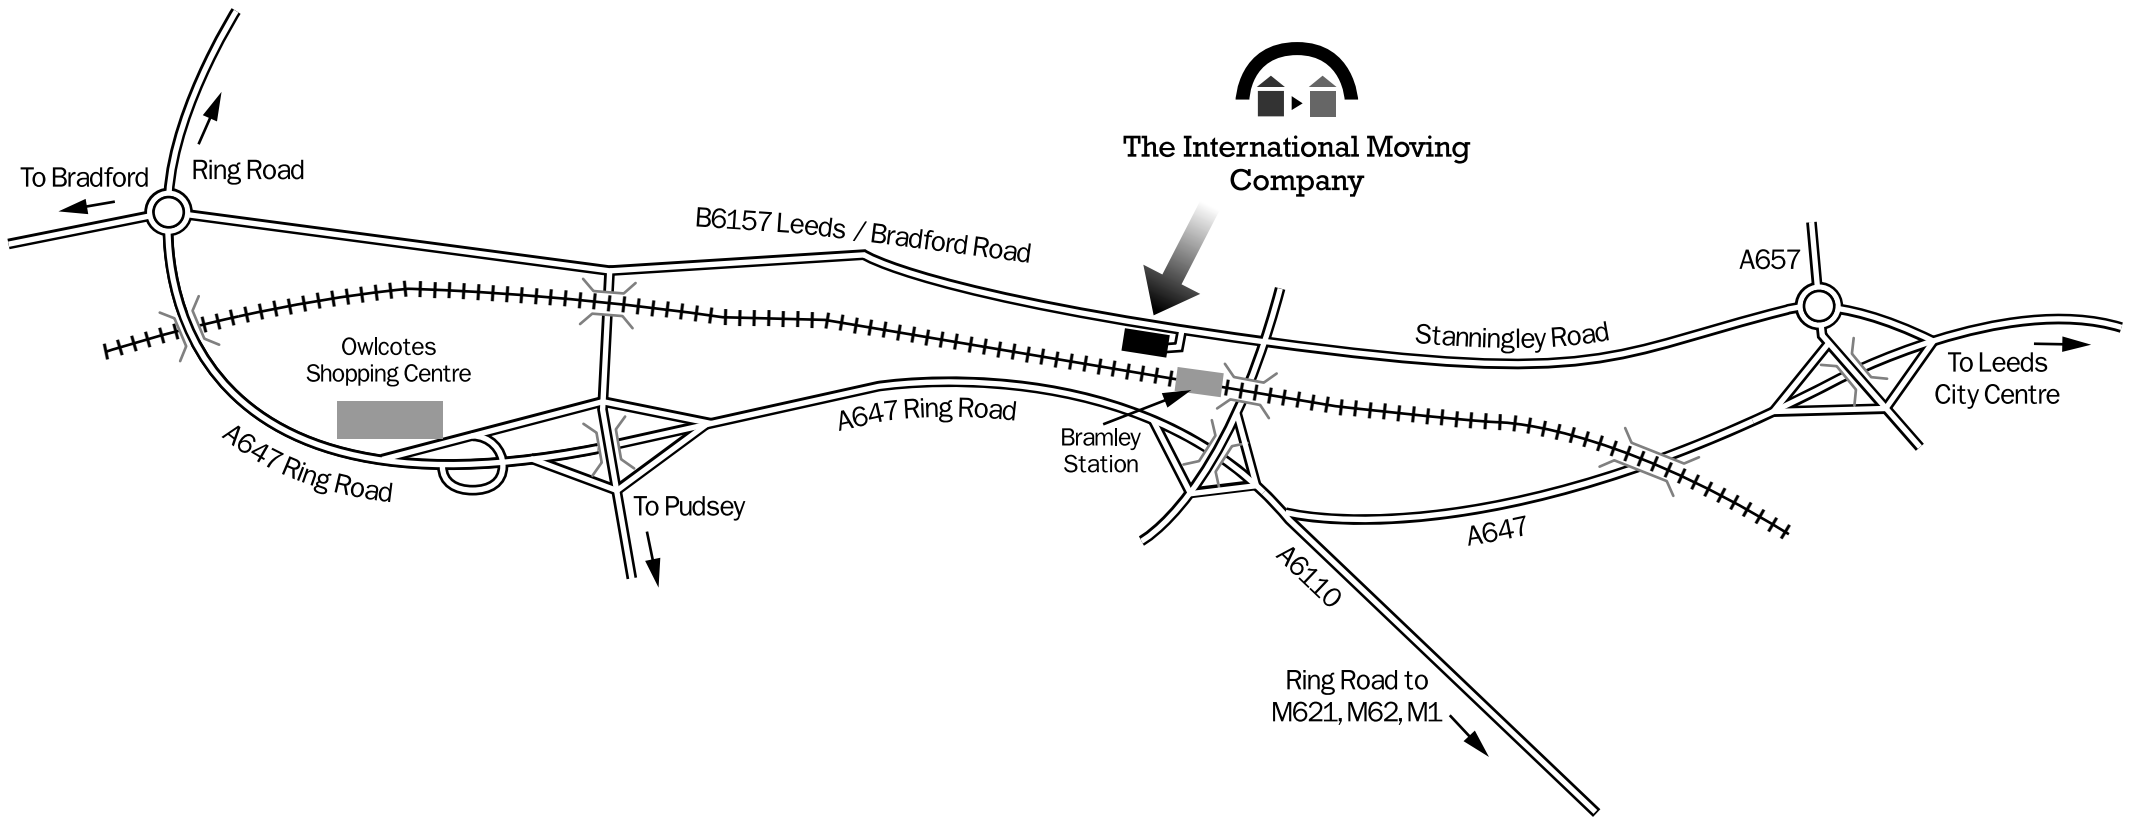 The International Moving
Company
To Bradford
Ring Road
B6157 Leeds / Bradford Road
A657
Stanningley Road
Owlcotes
Shopping Centre
To Leeds
City Centre
A647 Ring Road
A647 Ring Road
Bramley
Station
To Pudsey
A647
A6110
Ring Road to
M621, M62, M1